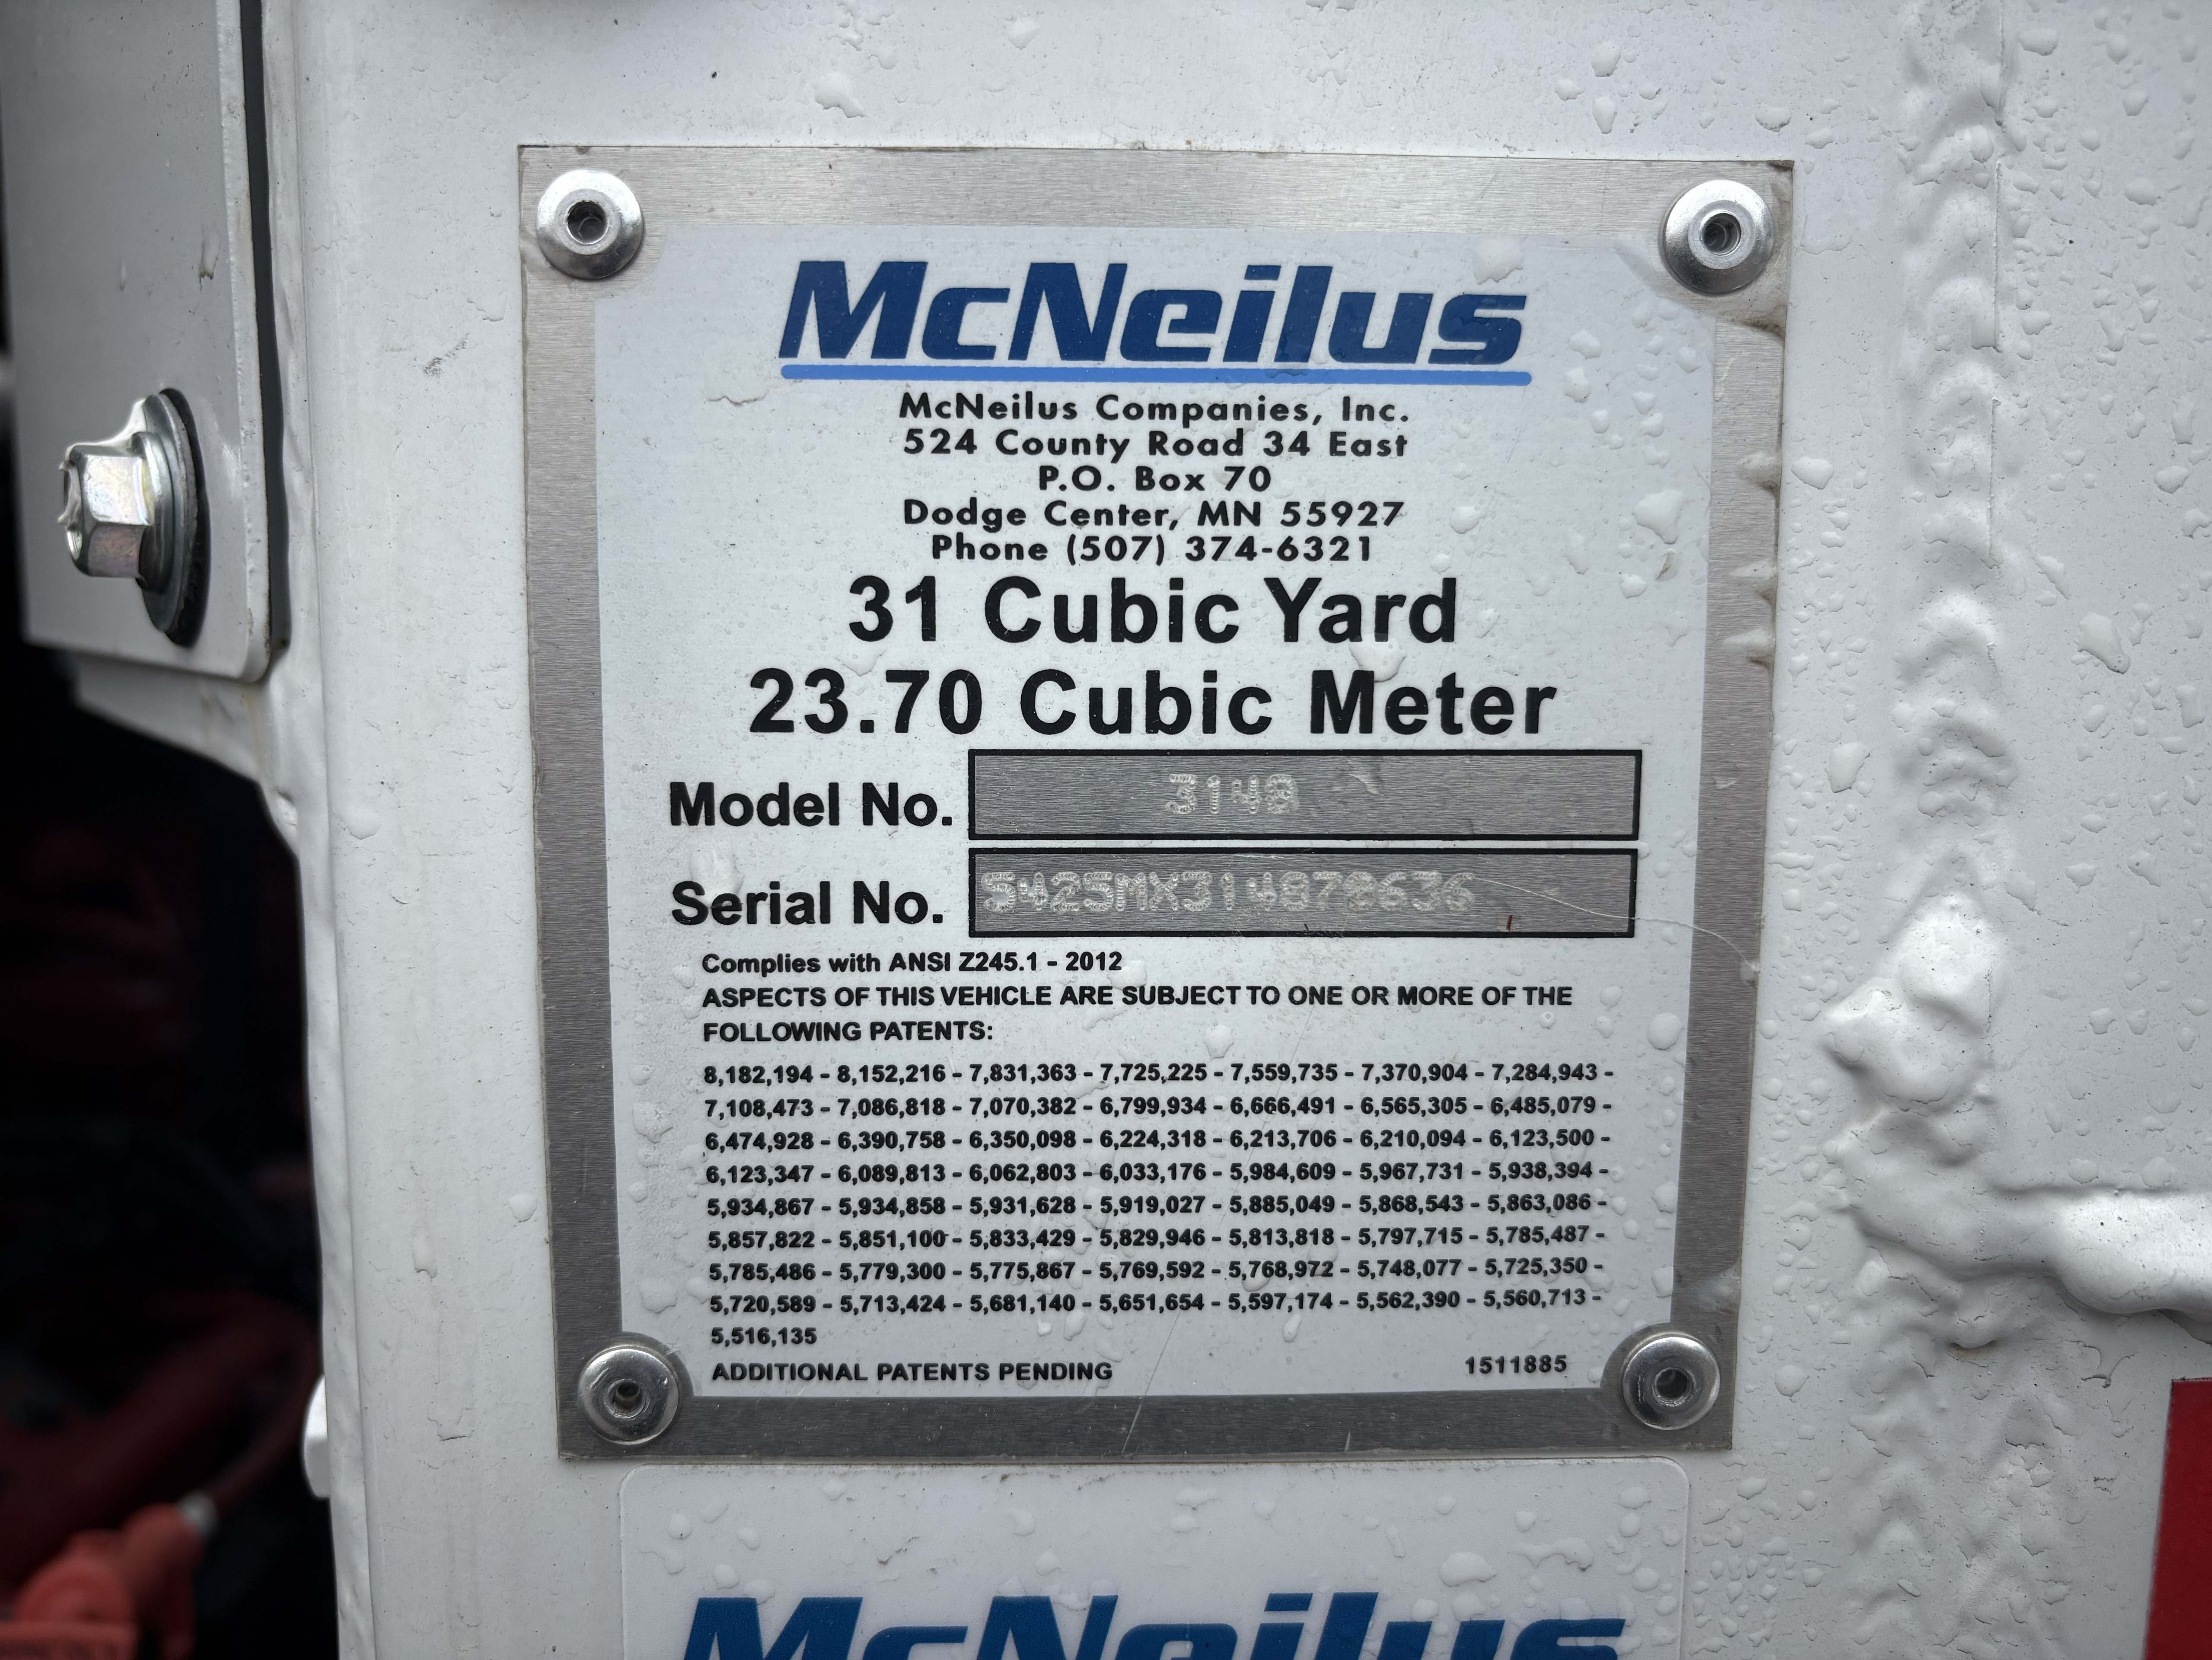 McNeilus
McNeilus Companies, Inc.
524 County Road 34 East
P.O. Box 70
Dodge Center, MN 55927
Phone (507) 374-6321
31 Cubic Yard
23.70 Cubic Meter
Model No.
Serial No.
Complies with ANSI Z245.1 - 2012
ASPECTS OF THIS VEHICLE ARE SUBJECT TO ONE OR MORE OF THE
FOLLOWING PATENTS:
8,182,194 - 8,152,216 - 7,831,363 - 7,725,225 - 7,559,735 - 7,370,904 - 7,284,943 -
7,108,473 - 7,086,818 - 7,070,382 - 6,799,934 - 6,666,491 - 6,565,305 - 6,485,079 -
6,474,928 - 6,390,758 - 6,350,098 - 6,224,318 - 6,213,706 - 6,210,094 - 6,123,500 -
6,123,347 - 6,089,813 - 6,062,803 - 6,033,176 - 5,984,609 - 5,967,731 - 5,938,394 -
5,934,867 - 5,934,858 - 5,931,628 - 5,919,027 - 5,885,049 - 5,868,543 - 5,863,086 -
5,857,822 - 5,851,100 - 5,833,429 - 5,829,946 - 5,813,818 - 5,797,715 - 5,785,487 -
5,785,486 - 5,779,300 - 5,775,867 - 5,769,592 - 5,768,972 - 5,748,077 - 5,725,350 -
5,720,589 - 5,713,424 - 5,681,140 - 5,651,654 - 5,597,174 - 5,562,390 - 5,560,713 -
5,516,135
ADDITIONAL PATENTS PENDING 1511885
McNeilus